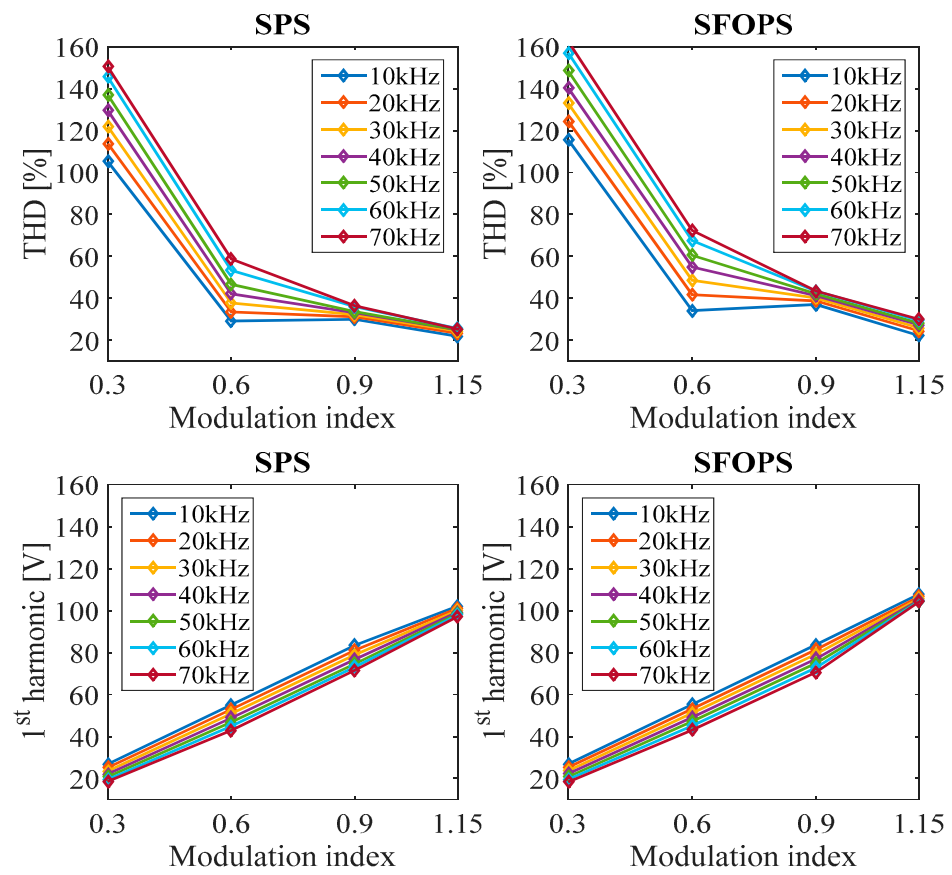 SPS
THD [%]
160
140
120
100
80
60
40
20
10kHz
20kHz
30kHz
40kHz
50kHz
60kHz
70kHz
0.3 0.6 0.9 1.15
Modulation index
SFOPS
THD [%]
160
140
120
100
80
60
40
20
10kHz
20kHz
30kHz
40kHz
50kHz
60kHz
70kHz
0.3 0.6 0.9 1.15
Modulation index
SPS
1st harmonic [V]
160
140
120
100
80
60
40
20
10kHz
20kHz
30kHz
40kHz
50kHz
60kHz
70kHz
0.3 0.6 0.9 1.15
Modulation index
SFOPS
1st harmonic [V]
160
140
120
100
80
60
40
20
10kHz
20kHz
30kHz
40kHz
50kHz
60kHz
70kHz
0.3 0.6 0.9 1.15
Modulation index